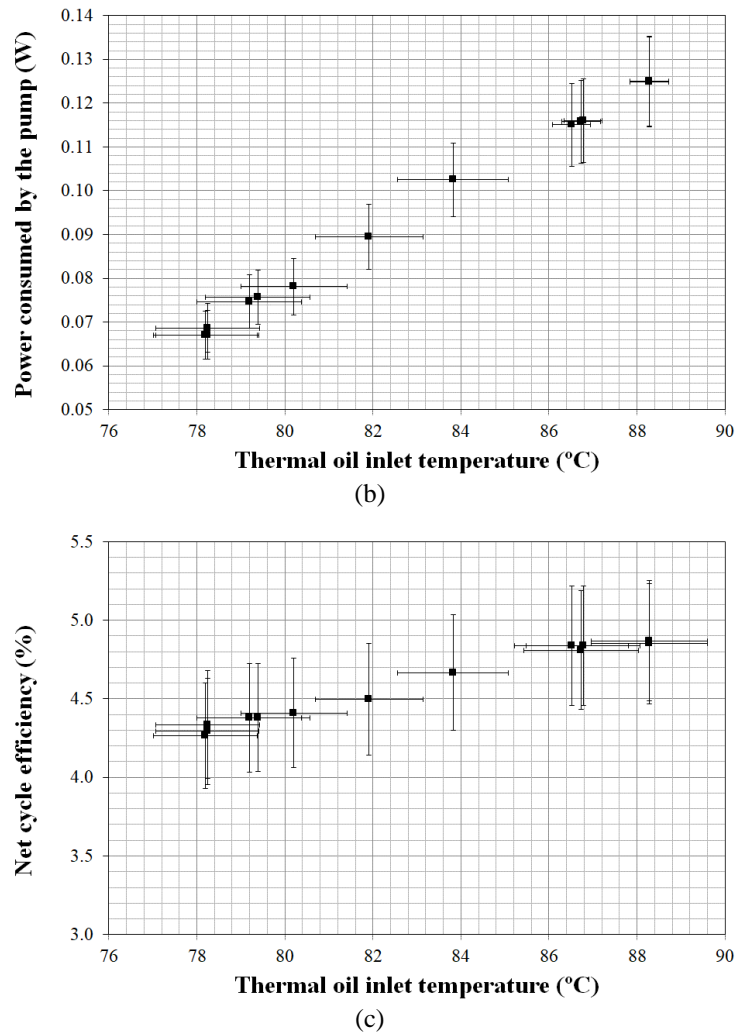 0.14
0.13
0.12
0.11
0.10
0.09
0.08
0.07
0.06
0.05
Power consumed by the pump (W)
76 78 80 82 84 86 88 90
Thermal oil inlet temperature (ºC)
(b)
5.5
5.0
4.5
4.0
3.5
3.0
Net cycle efficiency (%)
76 78 80 82 84 86 88 90
Thermal oil inlet temperature (ºC)
(c)